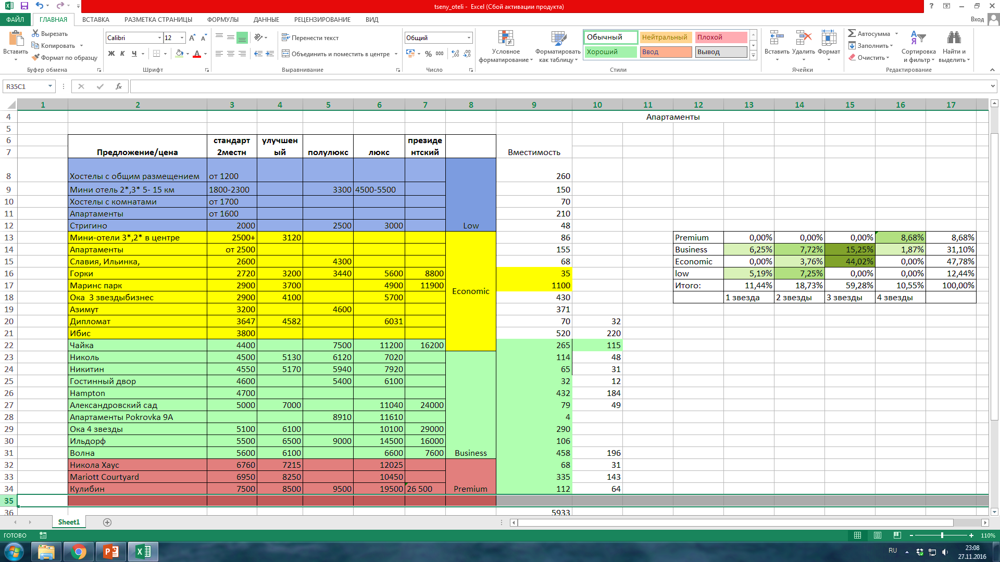 tseny_oteli - Excel (Сбой активации продукта)
ФАЙЛ ГЛАВНАЯ ВСТАВКА РАЗМЕТКА СТРАНИЦЫ ФОРМУЛЫ ДАННЫЕ РЕЦЕНЗИРОВАНИЕ ВИД Вход
Вставить
Вырезать
Копировать
Формат по образцу
Буфер обмена
Calibri 12
Ж К Ч
Шрифт
Перенести текст
Объединить и поместить в центре
Выравнивание
Общий
% 000
Число
Условное форматирование
Форматировать как таблицу
Обычный Нейтральный Плохой
Хороший Ввод Вывод
Стили
Вставить Удалить Формат
Ячейки
Автосумма
Заполнить
Очистить
Сортировка и фильтр
Найти и выделить
Редактирование
R35C1 fx
1 2 3 4 5 6 7 8 9 10 11 12 13 14 15 16 17
4 Апартаменты
5
6 стандарт улучшен президе
7 Предложение/цена 2местн ый полулюкс люкс нтский Вместимость
8 Хостелы с общим размещением от 1200 260
9 Мини отель 2*,3* 5- 15 км 1800-2300 3300 4500-5500 150
10 Хостелы с комнатами от 1700 70
11 Апартаменты от 1600 210
12 Стригино 2000 2500 3000 Low 48
13 Мини-отели 3*,2* в центре 2500+ 3120 86 Premium 0,00% 0,00% 0,00% 8,68% 8,68%
14 Апартаменты от 2500 155 Business 6,25% 7,72% 15,25% 1,87% 31,10%
15 Славия, Ильинка, 2600 4300 68 Economic 0,00% 3,76% 44,02% 0,00% 47,78%
16 Горки 2720 3200 3440 5600 8800 35 low 5,19% 7,25% 0,00% 0,00% 12,44%
17 Маринс парк 2900 3700 4900 11900 1100 Итого: 11,44% 18,73% 59,28% 10,55% 100,00%
18 Ока 3 звездыбизнес 2900 4100 5700 Economic 430 1 звезда 2 звезды 3 звезды 4 звезды
19 Азимут 3200 4600 371
20 Дипломат 3647 4582 6031 70 32
21 Ибис 3800 520 220
22 Чайка 4400 7500 11200 16200 265 115
23 Николь 4500 5130 6120 7020 114 48
24 Никитин 4550 5170 5940 7920 65 31
25 Гостинный двор 4600 5400 6100 32 12
26 Hampton 4700 432 184
27 Александровский сад 5000 7000 11040 24000 79 49
28 Апартаменты Pokrovka 9A 8910 11610 4
29 Ока 4 звезды 5100 6100 10100 29000 290
30 Ильдорф 5500 6500 9000 14500 16000 106
31 Волна 5600 6100 6600 7600 Business 458 196
32 Никола Хаус 6760 7215 12025 68 31
33 Mariott Courtyard 6950 8250 10450 335 143
34 Кулибин 7500 8500 9500 19500 26 500 Premium 112 64
35
36 5933
Sheet1
ГОТОВО 110%
RU 23:08
27.11.2016